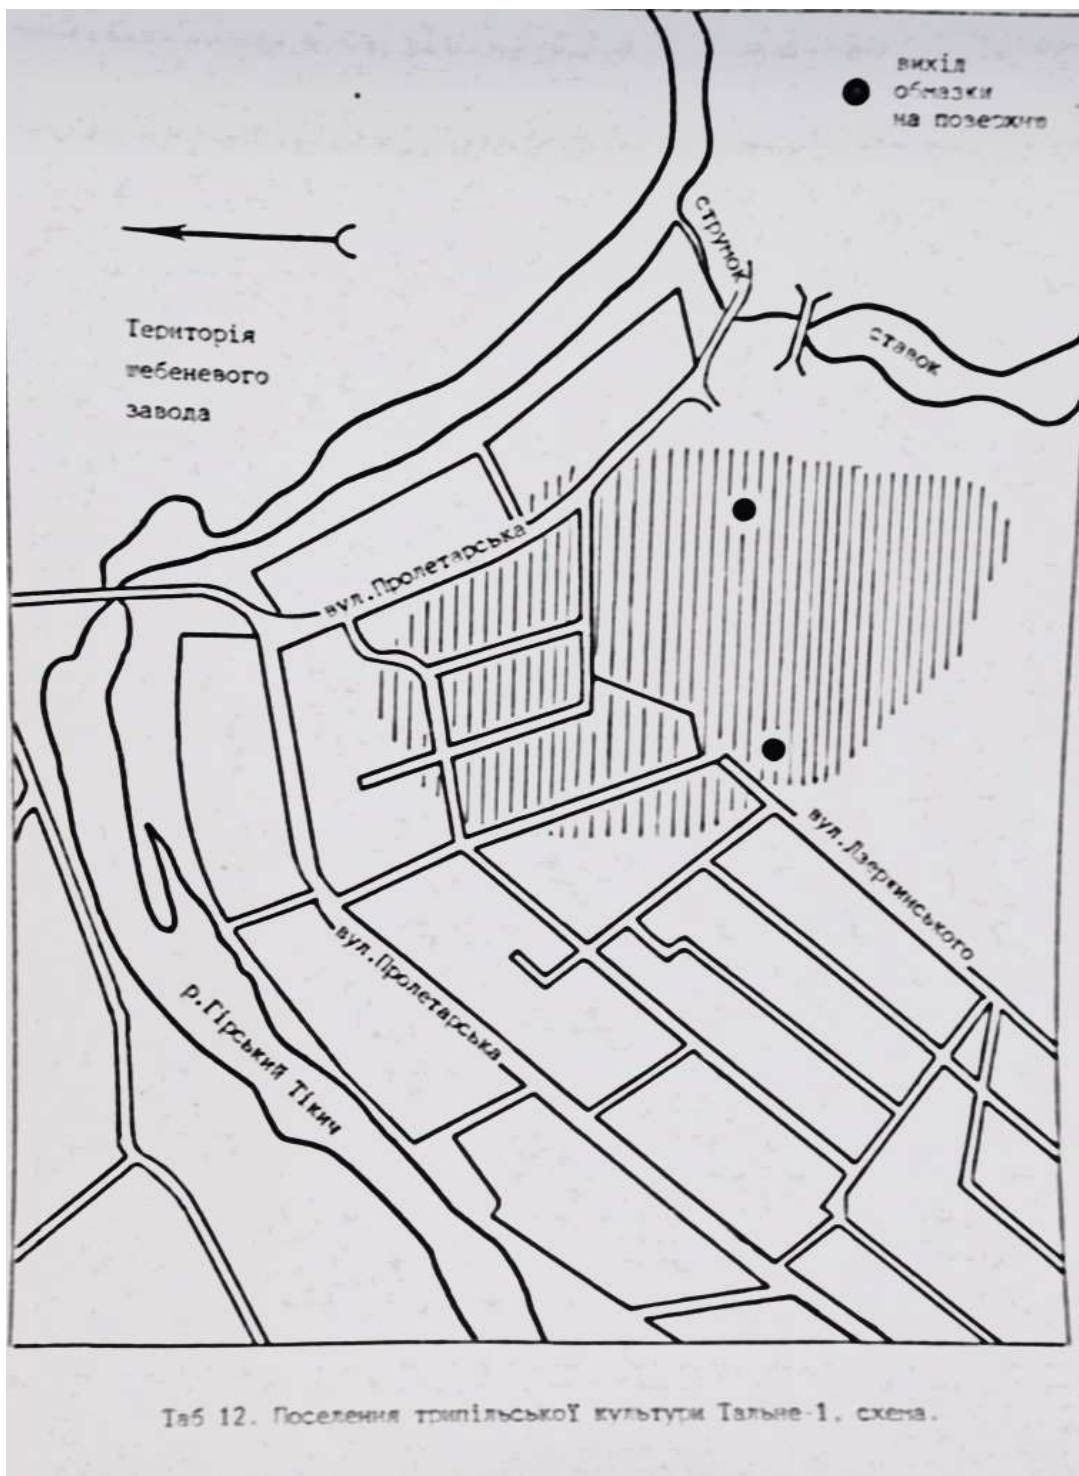 вихід
обмазки
на поверхню
струмок
ставок
Територія
щебеневого
завода
вул.Пролетарська
вул.Дзержинського
вул.Пролетарська
р.Гірський Тікич
Таб 12. Поселення трипільської культури Тальне-1. схема.